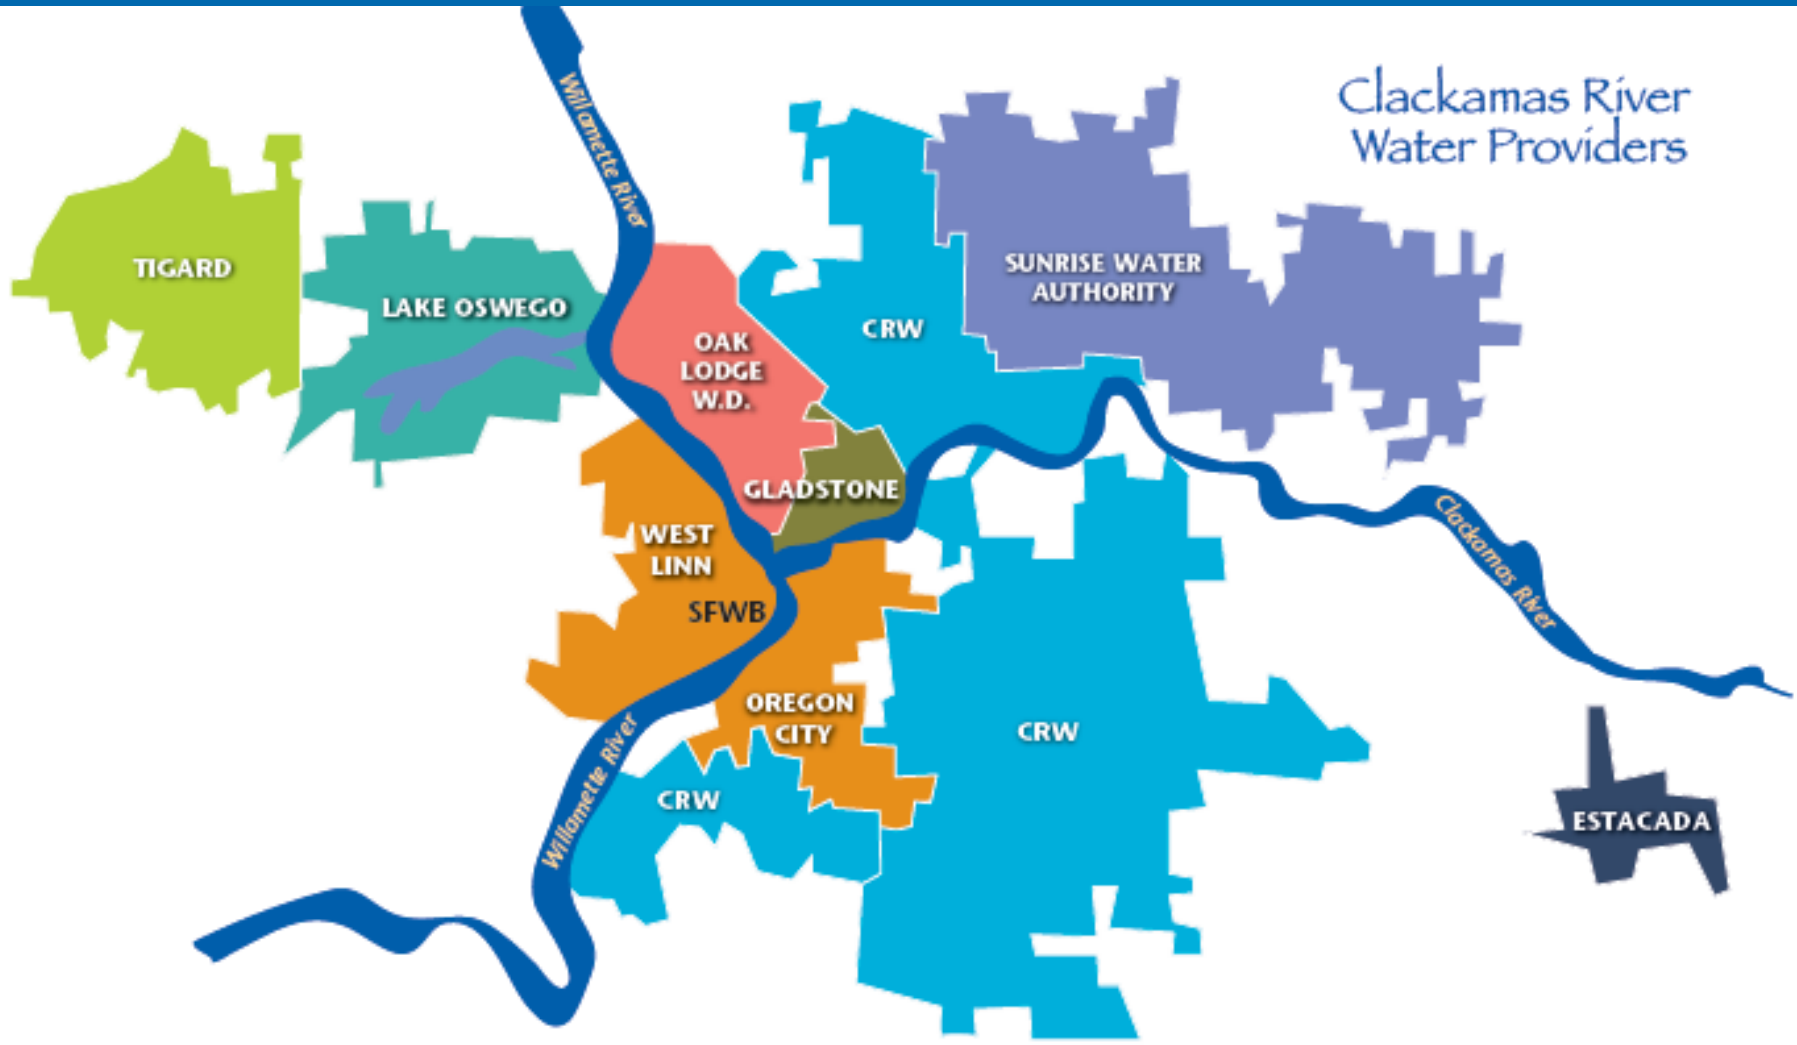 Clackamas River
Water Providers
Willamette River
TIGARD
LAKE OSWEGO
SUNRISE WATER
AUTHORITY
CRW
OAK
LODGE
W.D.
GLADSTONE
WEST
LINN
SFWB
Clackamas River
OREGON
CITY
CRW
CRW
Willamette River
ESTACADA